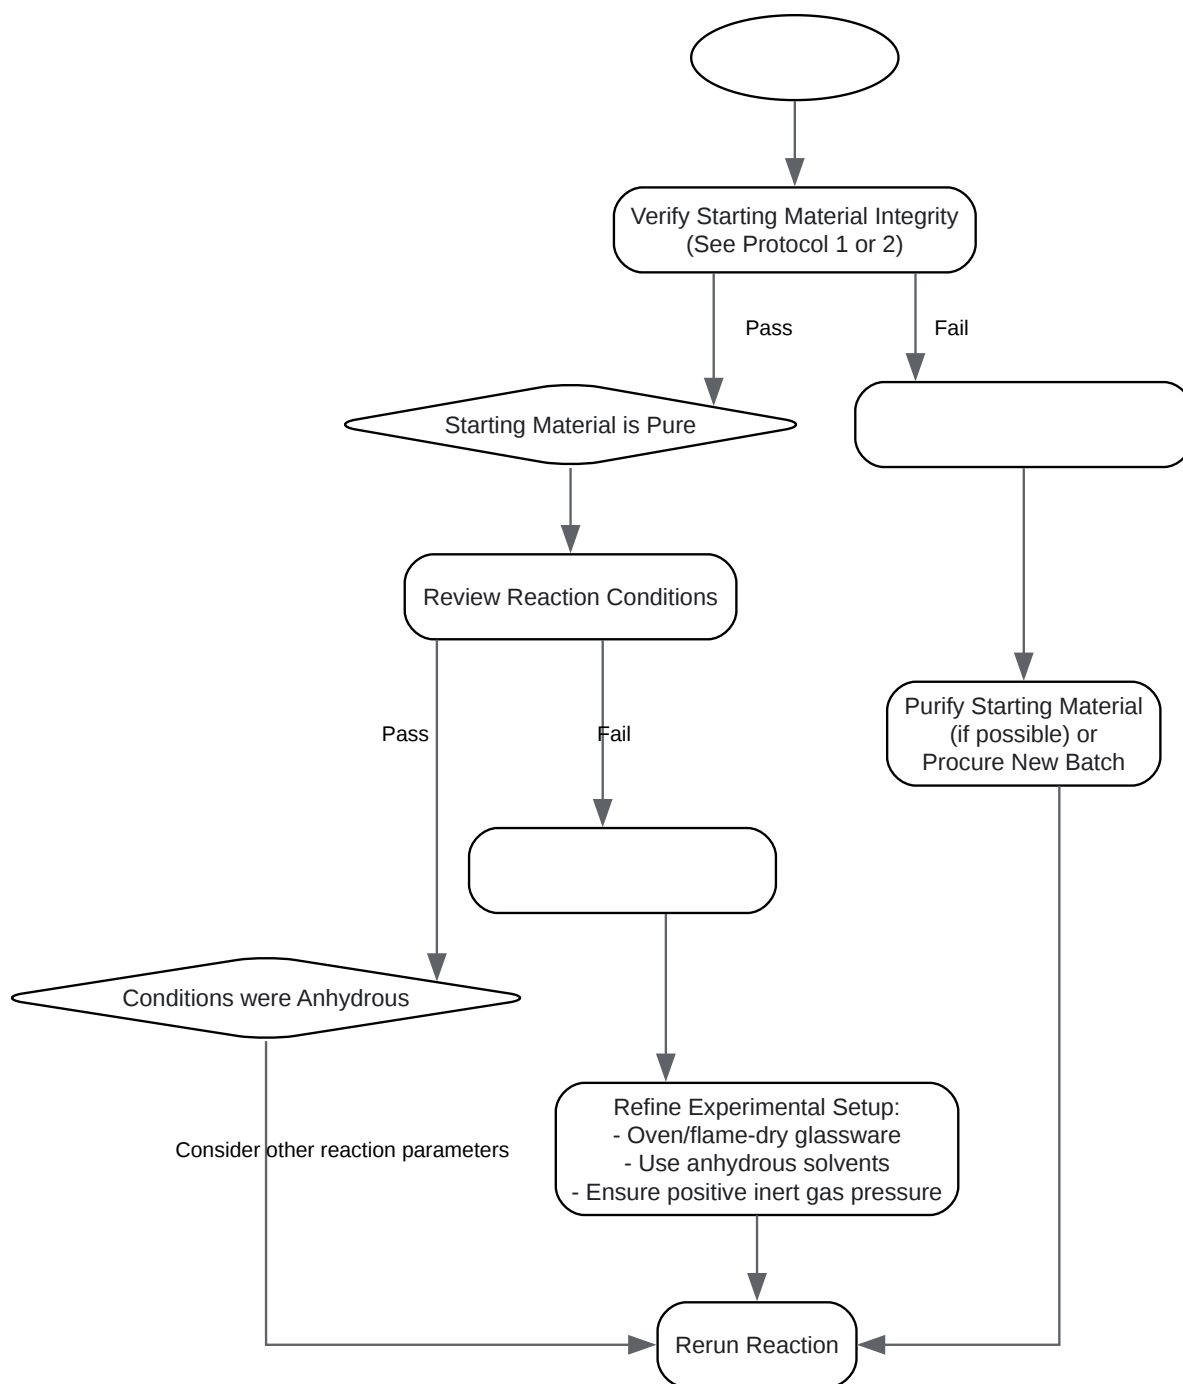 Verify Starting Material Integrity
(See Protocol 1 or 2)
Pass
Fail
Starting Material is Pure
Review Reaction Conditions
Purify Starting Material
(if possible) or
Procure New Batch
Pass
Fail
Conditions were Anhydrous
Refine Experimental Setup:
- Oven/flame-dry glassware
- Use anhydrous solvents
- Ensure positive inert gas pressure
Consider other reaction parameters
Rerun Reaction